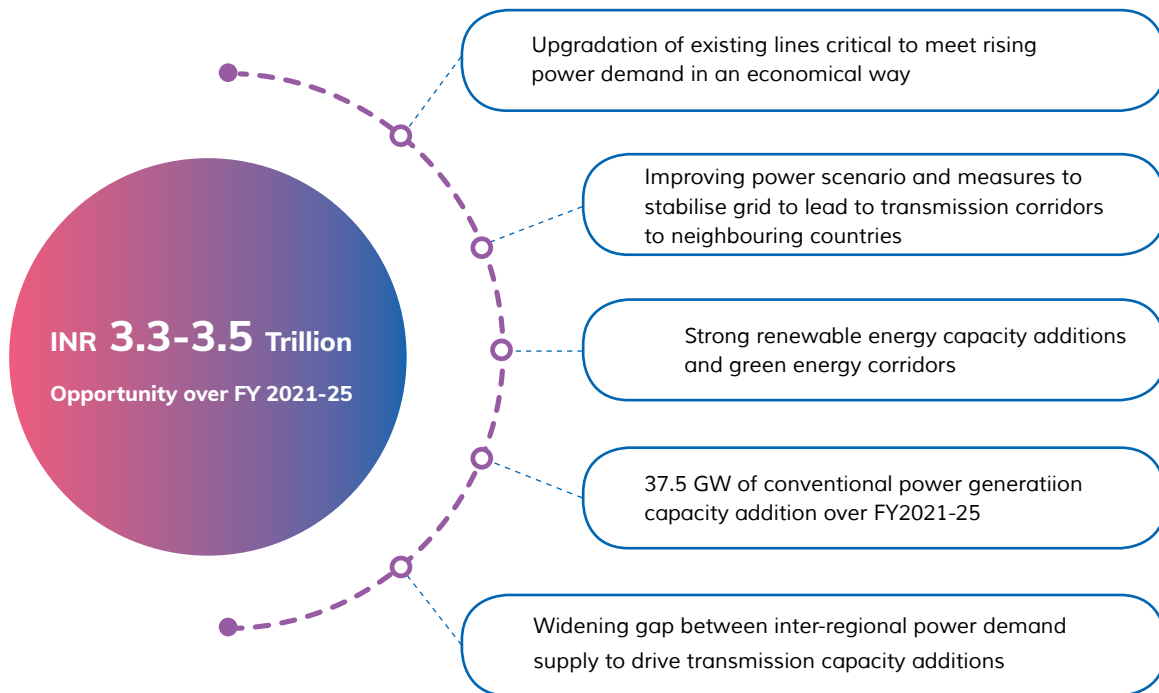 Upgradation of existing lines critical to meet rising
power demand in an economical way
Improving power scenario and measures to
stabilise grid to lead to transmission corridors
to neighbouring countries
INR 3.3-3.5 Trillion
Opportunity over FY 2021-25
Strong renewable energy capacity additions
and green energy corridors
37.5 GW of conventional power generatiion
capacity addition over FY2021-25
Widening gap between inter-regional power demand
supply to drive transmission capacity additions